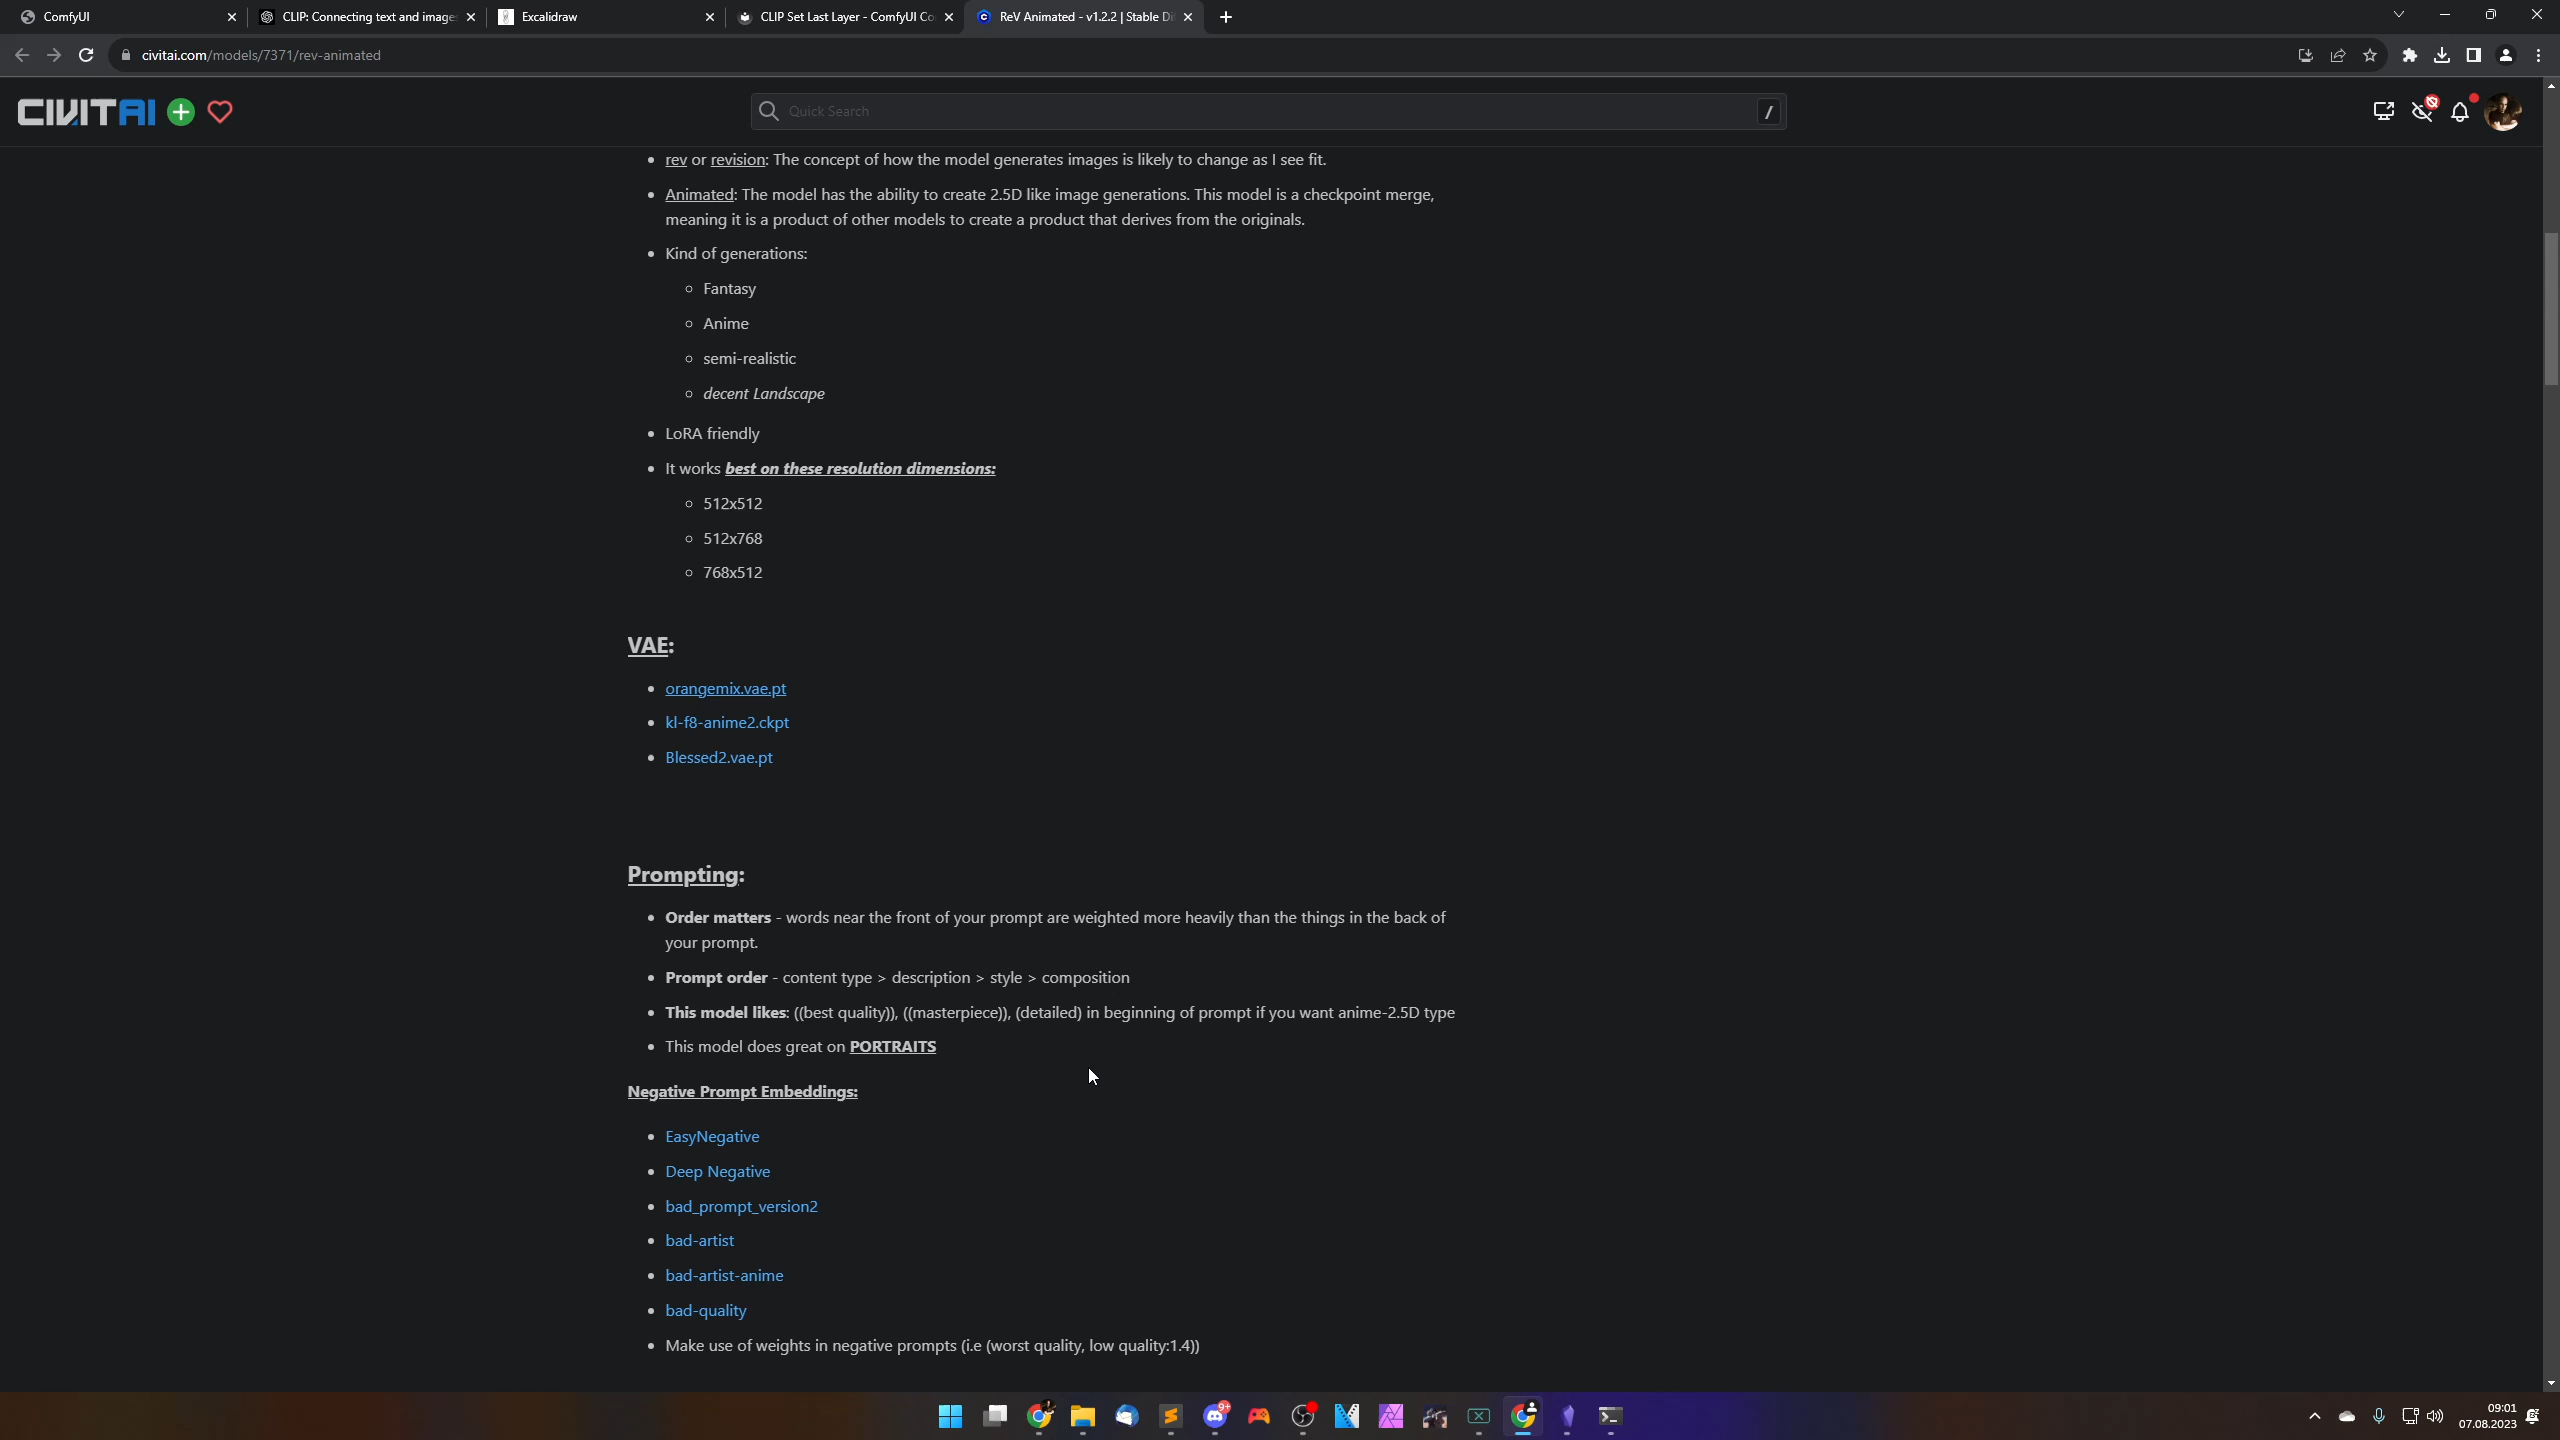 ComfyUI
CLIP: Connecting text and image
Excalidraw
CLIP Set Last Layer - ComfyUI Co
ReV Animated - v1.2.2 | Stable Di
civitai.com/models/7371/rev-animated
CIVITAI
Quick Search
/
rev or revision: The concept of how the model generates images is likely to change as I see fit.
Animated: The model has the ability to create 2.5D like image generations. This model is a checkpoint merge,
meaning it is a product of other models to create a product that derives from the originals.
Kind of generations:
Fantasy
Anime
semi-realistic
decent Landscape
LoRA friendly
It works best on these resolution dimensions:
512x512
512x768
768x512
VAE:
orangemix.vae.pt
kl-f8-anime2.ckpt
Blessed2.vae.pt
Prompting:
Order matters - words near the front of your prompt are weighted more heavily than the things in the back of
your prompt.
Prompt order - content type > description > style > composition
This model likes: ((best quality)), ((masterpiece)), (detailed) in beginning of prompt if you want anime-2.5D type
This model does great on PORTRAITS
Negative Prompt Embeddings:
EasyNegative
Deep Negative
bad_prompt_version2
bad-artist
bad-artist-anime
bad-quality
Make use of weights in negative prompts (i.e (worst quality, low quality:1.4))
9+
09:01
07.08.2023